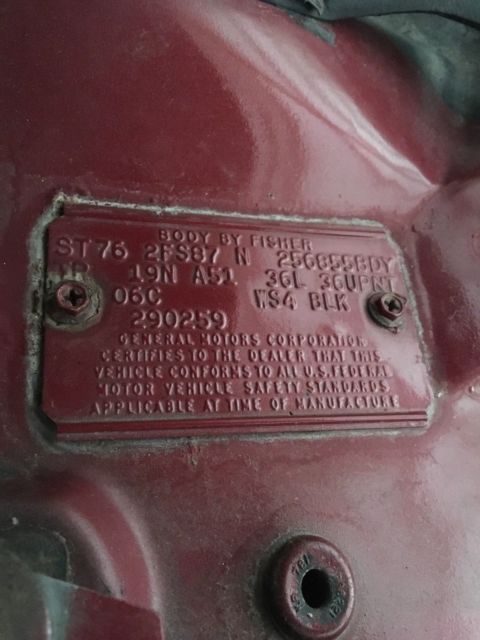 BODY BY FISHER
ST76 2FS87 N 256855BDY
TR 19N A51 36L 36UPNT
06C WS4 BLK
290259
GENERAL MOTORS CORPORATION
CERTIFIES TO THE DEALER THAT THIS
VEHICLE CONFORMS TO ALL U.S. FEDERAL
MOTOR VEHICLE SAFETY STANDARDS
APPLICABLE AT TIME OF MANUFACTURE